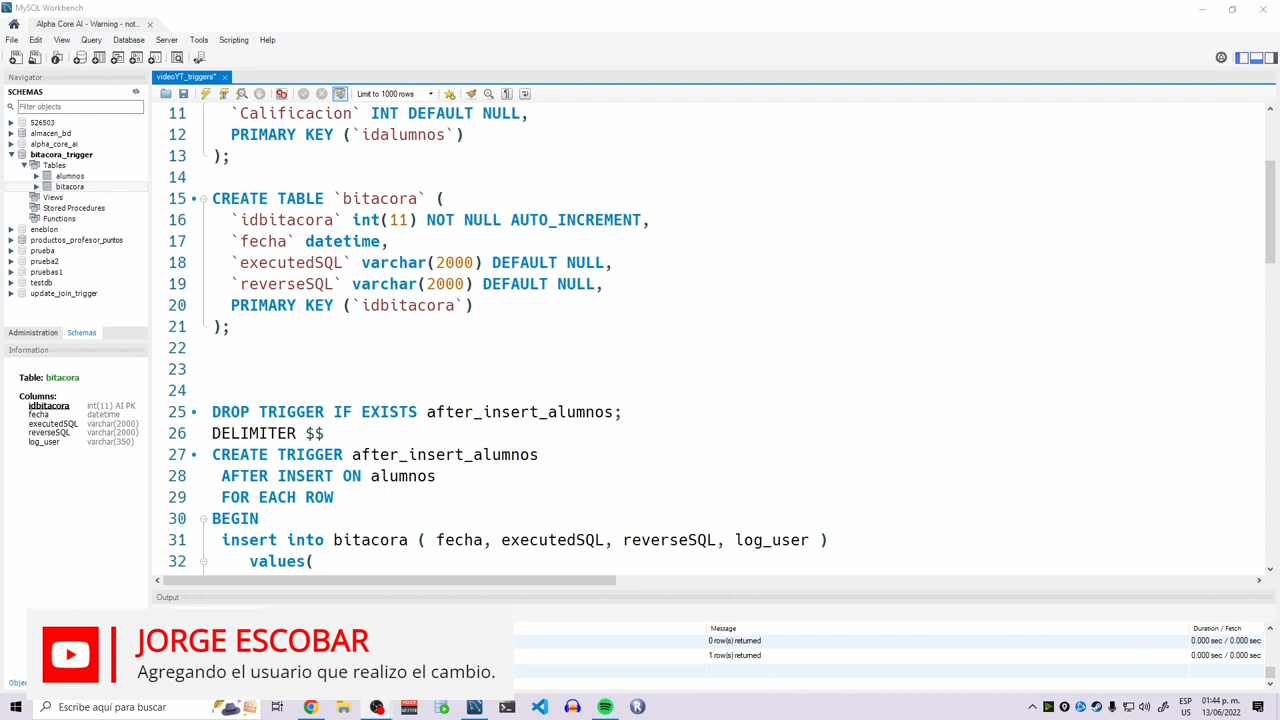 MySQL Workbench
Alpha Core AI - Warning - not...
File Edit View Query Database Server Tools Scripting Help
Navigator
SCHEMAS
Filter objects
526503
almacen_bd
alpha_core_ai
bitacora_trigger
Tables
alumnos
bitacora
Views
Stored Procedures
Functions
eneblon
productos_profesor_puntos
prueba
prueba2
pruebas1
testdb
update_join_trigger
Administration Schemas
Information
Table: bitacora
Columns:
idbitacora int(11) AI PK
fecha datetime
executedSQL varchar(2000)
reverseSQL varchar(2000)
log_user varchar(350)
videoYT_triggers*
Limit to 1000 rows
11 `Calificacion` INT DEFAULT NULL,
12 PRIMARY KEY (`idalumnos`)
13 );
14
15 CREATE TABLE `bitacora` (
16 `idbitacora` int(11) NOT NULL AUTO_INCREMENT,
17 `fecha` datetime,
18 `executedSQL` varchar(2000) DEFAULT NULL,
19 `reverseSQL` varchar(2000) DEFAULT NULL,
20 PRIMARY KEY (`idbitacora`)
21 );
22
23
24
25 DROP TRIGGER IF EXISTS after_insert_alumnos;
26 DELIMITER $$
27 CREATE TRIGGER after_insert_alumnos
28 AFTER INSERT ON alumnos
29 FOR EACH ROW
30 BEGIN
31 insert into bitacora ( fecha, executedSQL, reverseSQL, log_user )
32 values(
Output
Message Duration / Fetch
0 row(s) returned 0.000 sec / 0.000 sec
1 row(s) returned 0.000 sec / 0.000 sec
JORGE ESCOBAR
Agregando el usuario que realizo el cambio.
Escribe aquí para buscar
ESP
US
01:44 p. m.
13/06/2022